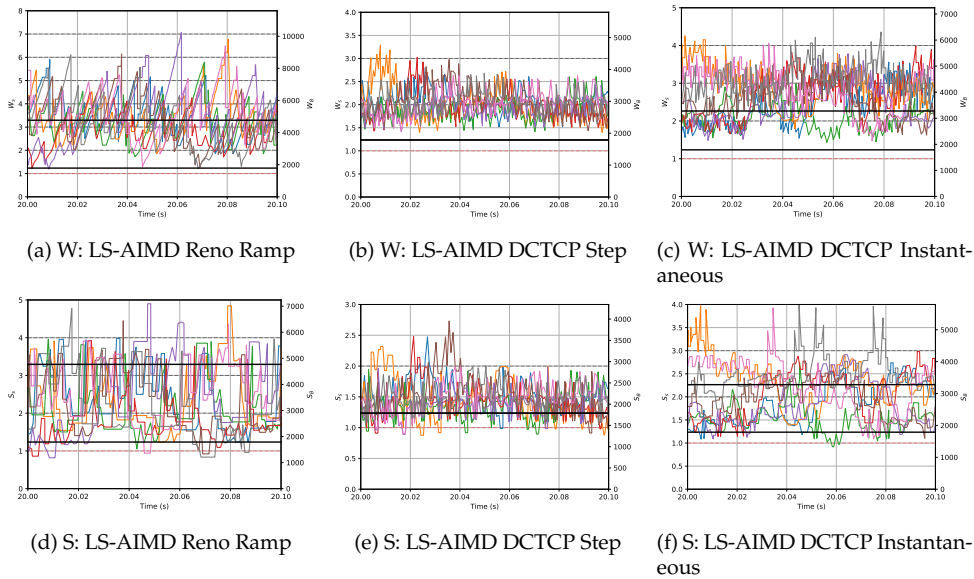 8
7
6
5
4
3
2
1
0
W_s
10000
8000
6000
4000
2000
0
W_B
20.00 20.02 20.04 20.06 20.08 20.10
Time (s)
4.0
3.5
3.0
2.5
2.0
1.5
1.0
0.5
0.0
W_s
5000
4000
3000
2000
1000
0
W_B
20.00 20.02 20.04 20.06 20.08 20.10
Time (s)
5
4
3
2
1
0
W_s
7000
6000
5000
4000
3000
2000
1000
0
W_B
20.00 20.02 20.04 20.06 20.08 20.10
Time (s)
(a) W: LS-AIMD Reno Ramp
(b) W: LS-AIMD DCTCP Step
(c) W: LS-AIMD DCTCP Instant-
aneous
5
4
3
2
1
0
S_s
7000
6000
5000
4000
3000
2000
1000
0
S_B
20.00 20.02 20.04 20.06 20.08 20.10
Time (s)
3.0
2.5
2.0
1.5
1.0
0.5
0.0
S_s
4000
3500
3000
2500
2000
1500
1000
500
0
S_B
20.00 20.02 20.04 20.06 20.08 20.10
Time (s)
4.0
3.5
3.0
2.5
2.0
1.5
1.0
0.5
0.0
S_s
5000
4000
3000
2000
1000
0
S_B
20.00 20.02 20.04 20.06 20.08 20.10
Time (s)
(d) S: LS-AIMD Reno Ramp
(e) S: LS-AIMD DCTCP Step
(f) S: LS-AIMD DCTCP Instantan-
eous